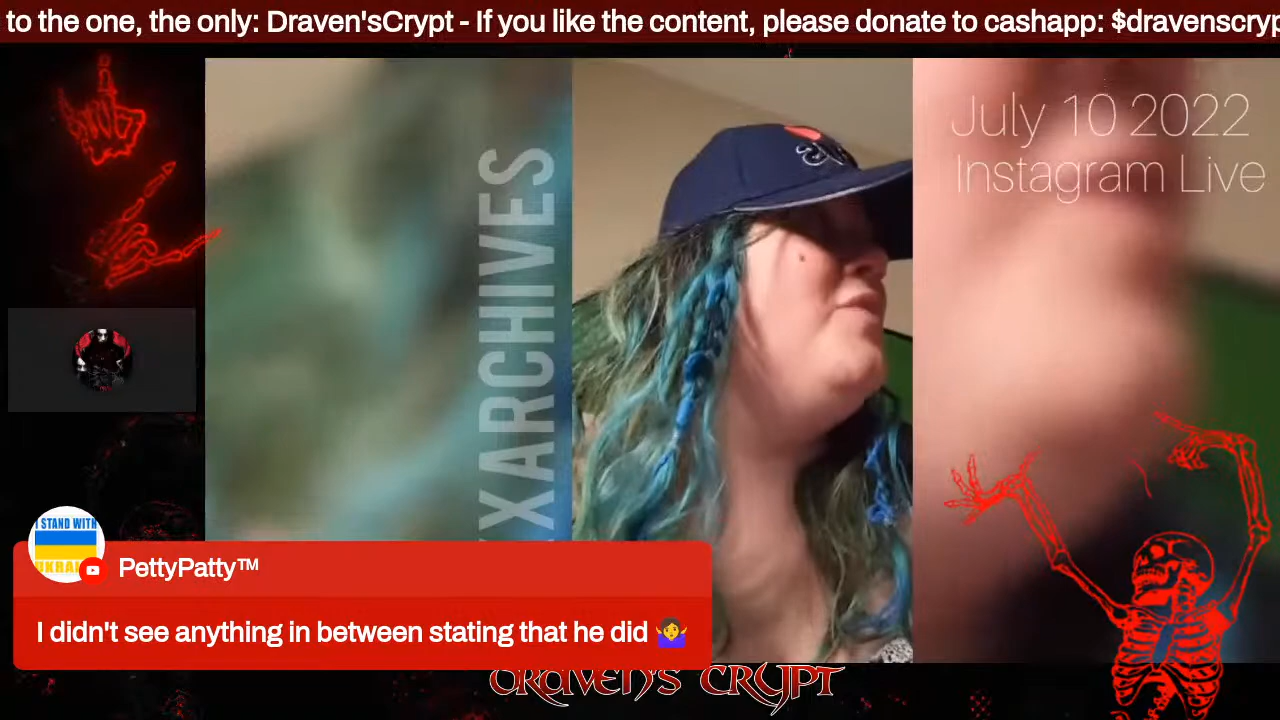 to the one, the only: Draven'sCrypt - If you like the content, please donate to cashapp: $dravenscryp
July 10 2022
Instagram Live
XARCHIVES
I STAND WITH
UKRAI
PettyPatty™
I didn't see anything in between stating that he did 🤷‍♀️
DRAVEN'S CRYPT